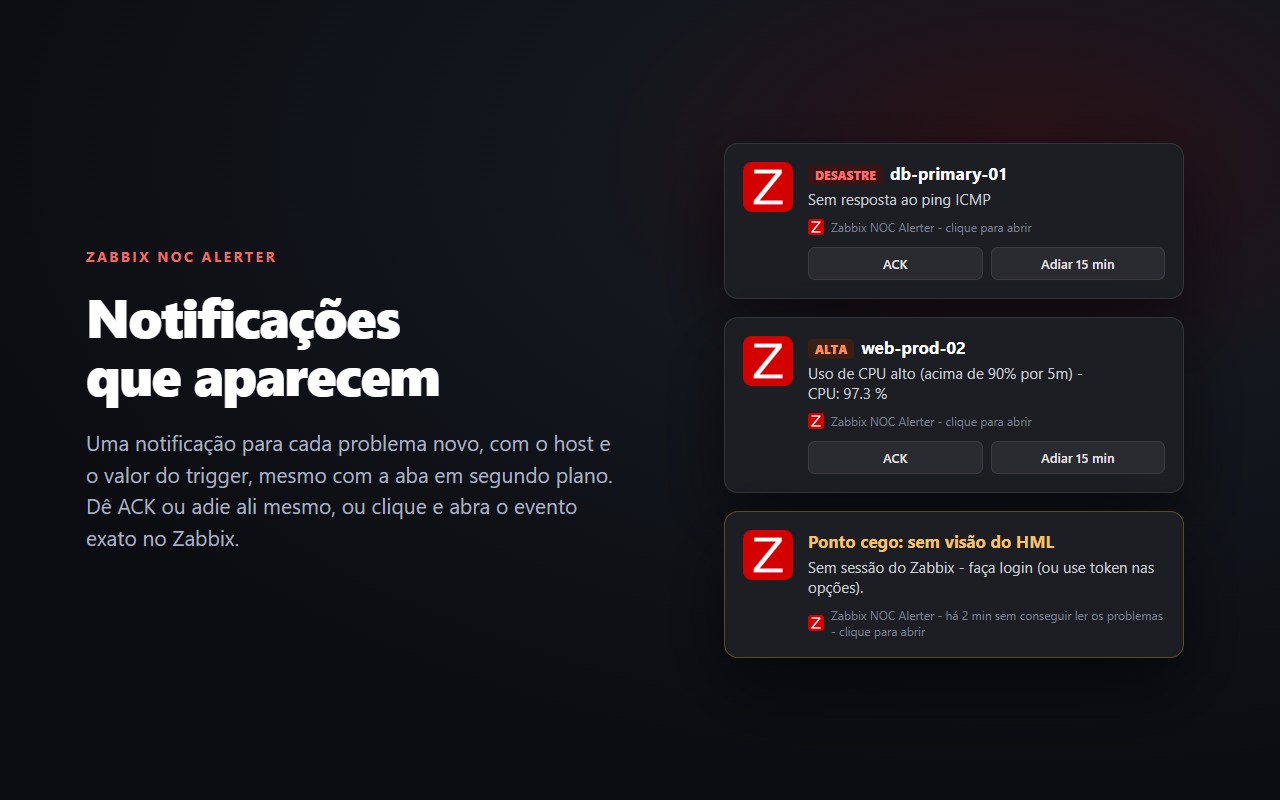 ZABBIX NOC ALERTER
Notificações
que aparecem
Uma notificação para cada problema novo, com o host e
o valor do trigger, mesmo com a aba em segundo plano.
Dê ACK ou adie ali mesmo, ou clique e abra o evento
exato no Zabbix.
Z
DESASTRE db-primary-01
Sem resposta ao ping ICMP
Z Zabbix NOC Alerter - clique para abrir
ACK Adiar 15 min
Z
ALTA web-prod-02
Uso de CPU alto (acima de 90% por 5m) -
CPU: 97.3 %
Z Zabbix NOC Alerter - clique para abrir
ACK Adiar 15 min
Z
Ponto cego: sem visão do HML
Sem sessão do Zabbix - faça login (ou use token nas
opções).
Z Zabbix NOC Alerter - há 2 min sem conseguir ler os problemas
- clique para abrir